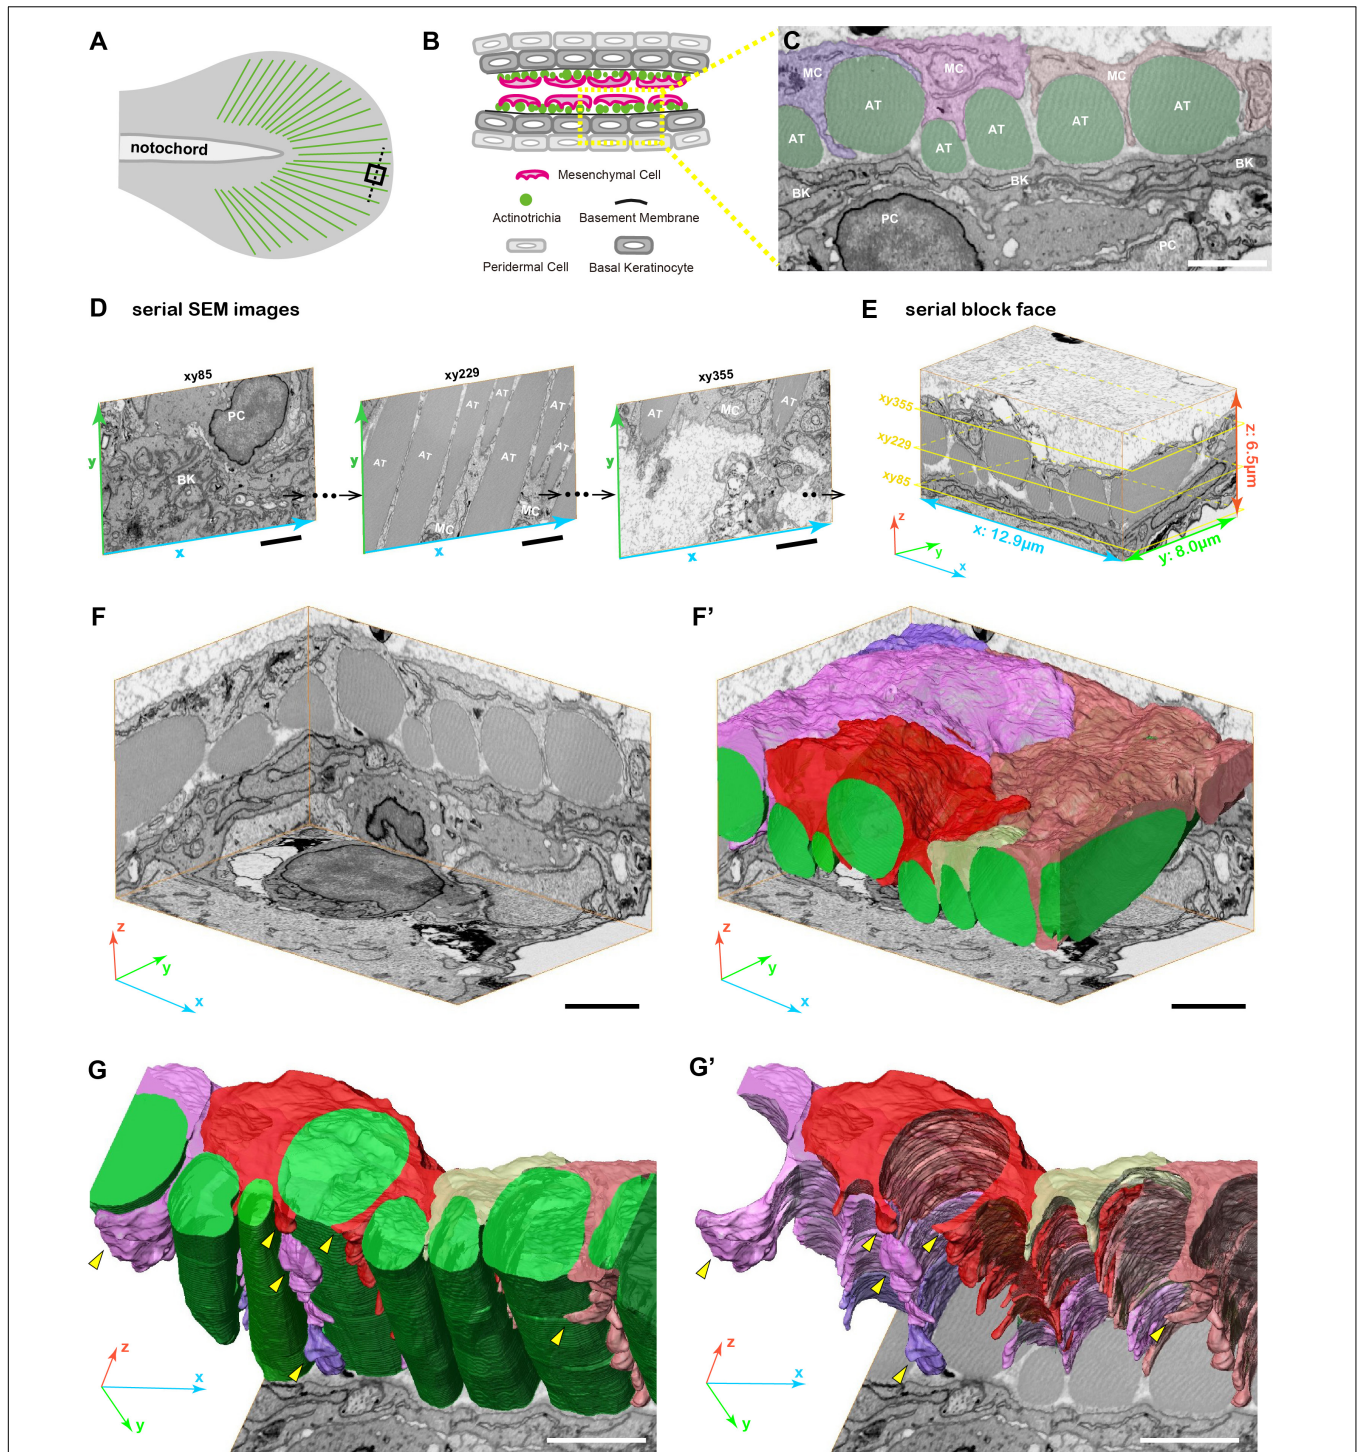 A
notochord
B
Mesenchymal Cell
Actinotrichia
Basement Membrane
Peridermal Cell
Basal Keratinocyte
C
MC
MC
MC
AT
AT
AT
AT
AT
AT
BK
BK
BK
PC
PC
D serial SEM images
xy85
PC
BK
y
x
xy229
AT
AT
AT
AT
AT
AT
AT
MC
MC
y
x
xy355
AT
MC
AT
y
x
E serial block face
xy355
xy229
xy85
z: 6.5μm
x: 12.9μm
y: 8.0μm
z
y
x
F
z
y
x
F’
z
y
x
G
z
x
y
G’
z
x
y